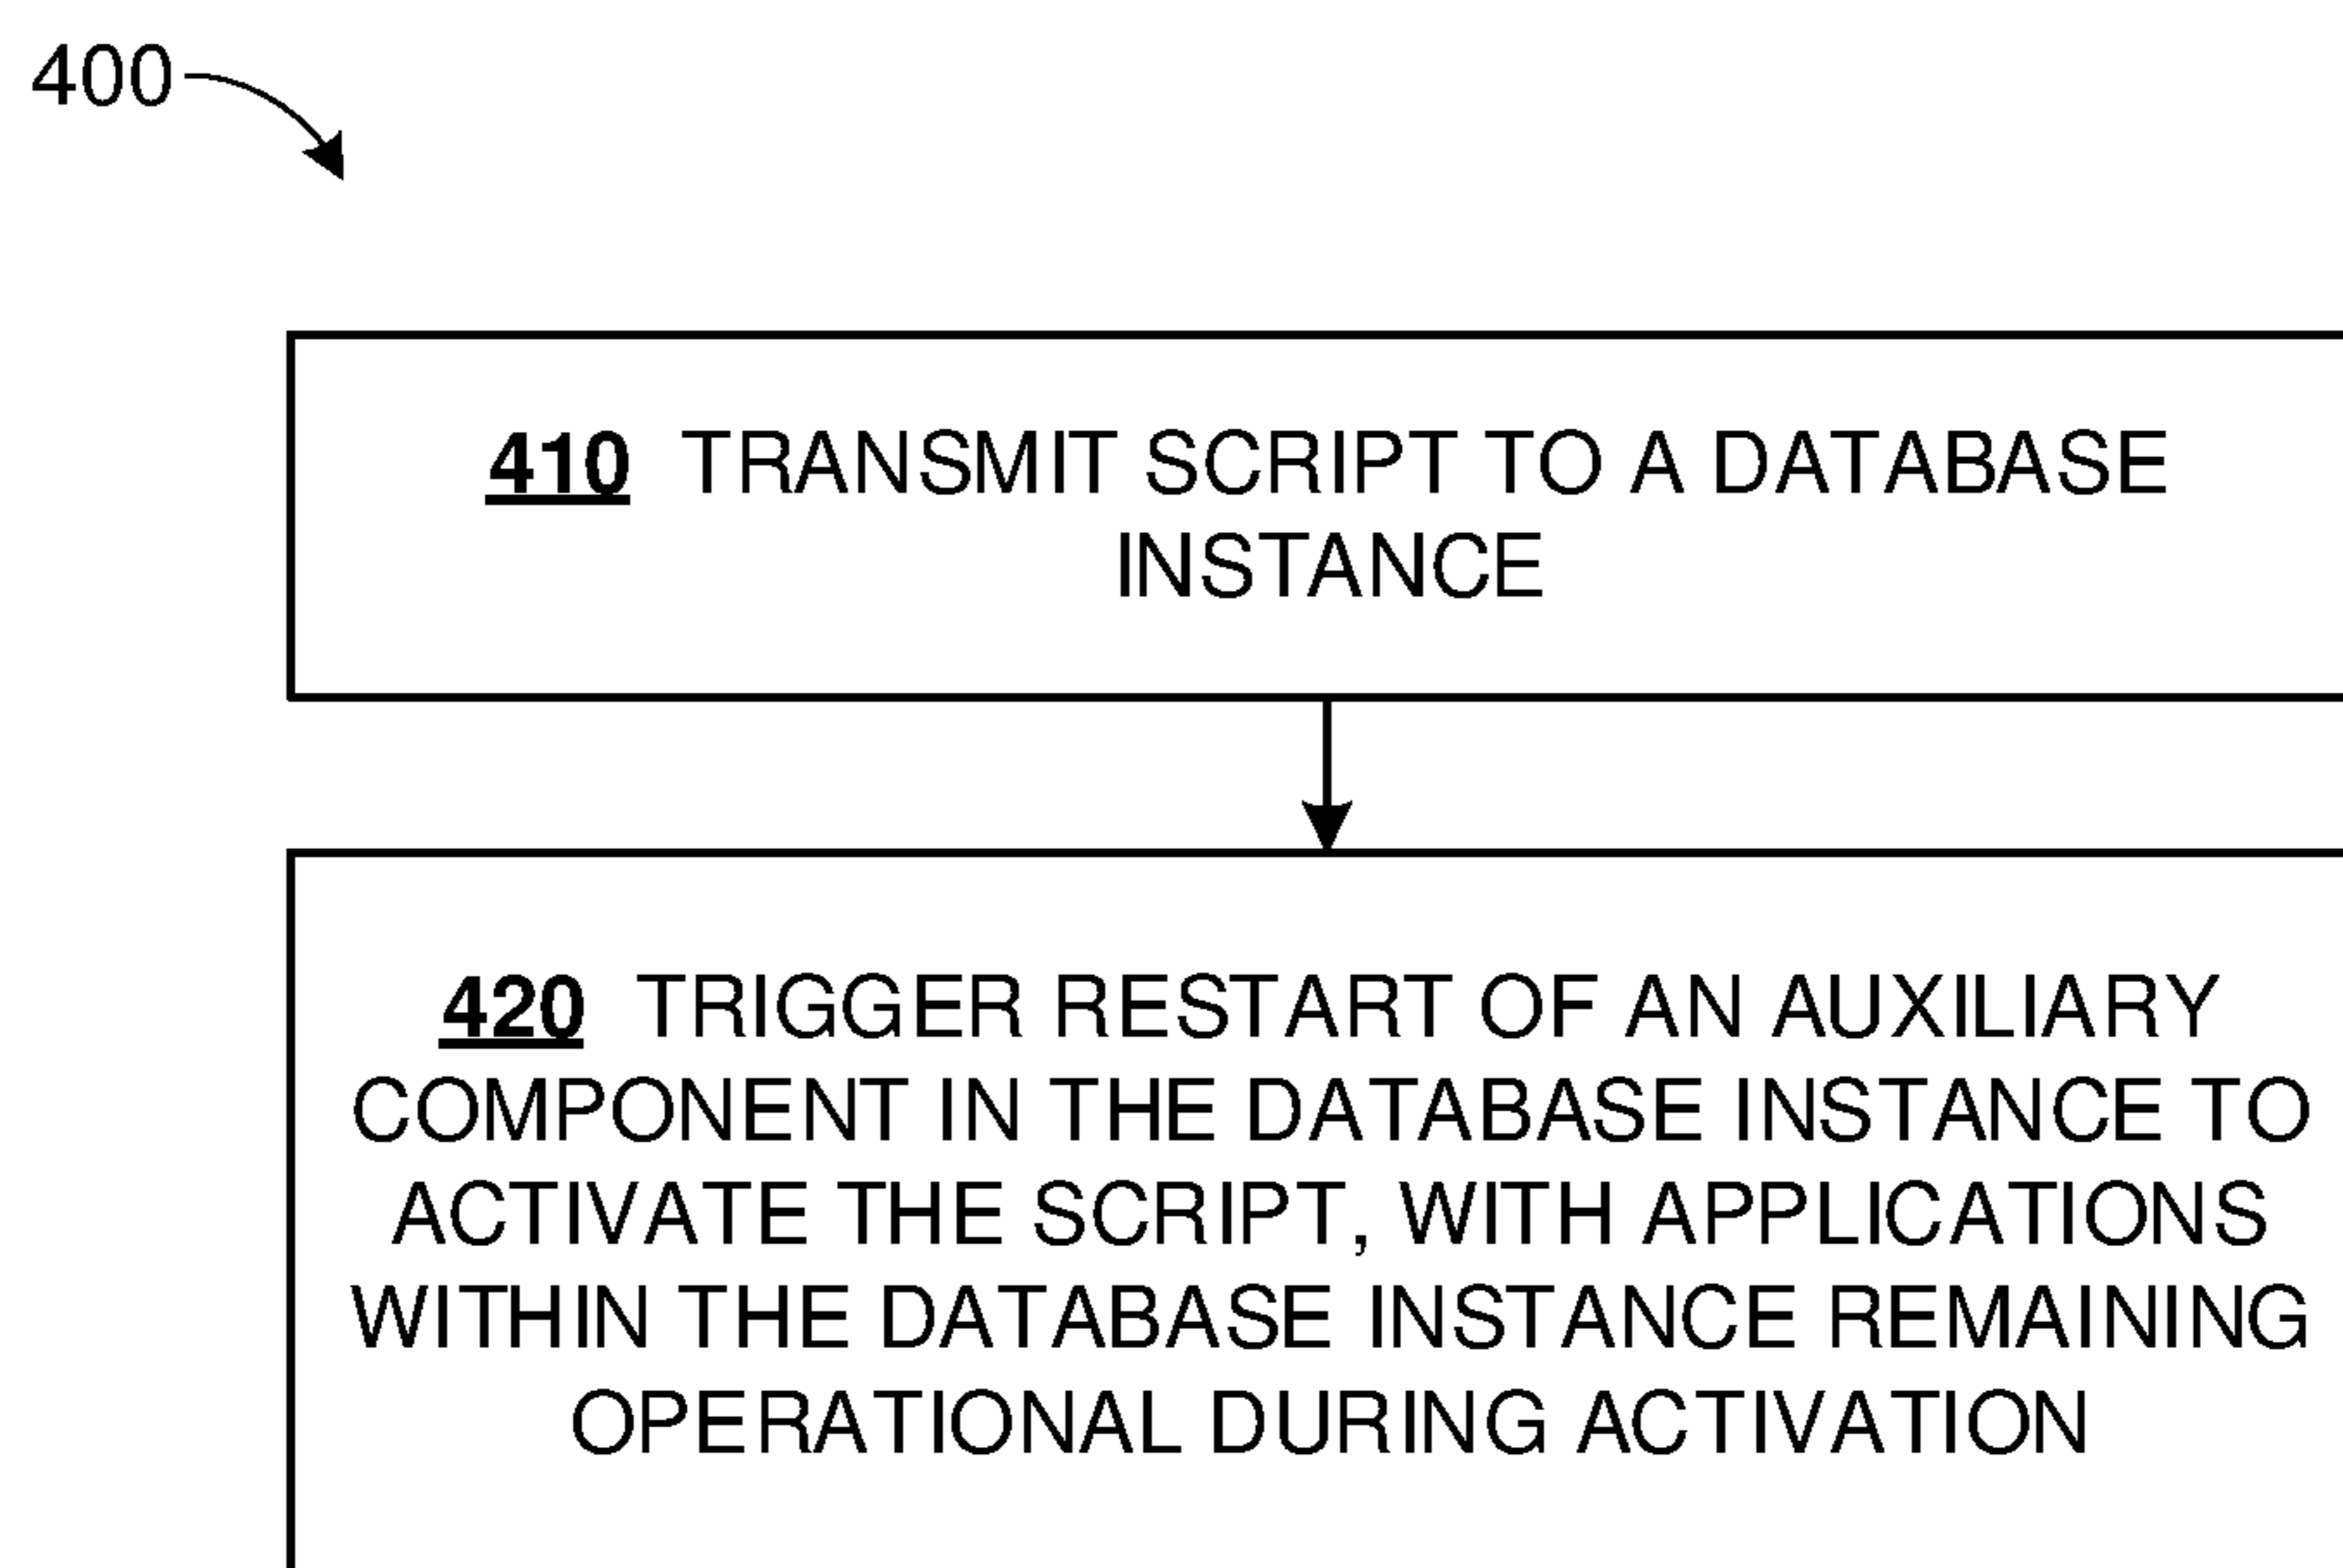 400
410 TRANSMIT SCRIPT TO A DATABASE
INSTANCE
420 TRIGGER RESTART OF AN AUXILIARY
COMPONENT IN THE DATABASE INSTANCE TO
ACTIVATE THE SCRIPT, WITH APPLICATIONS
WITHIN THE DATABASE INSTANCE REMAINING
OPERATIONAL DURING ACTIVATION